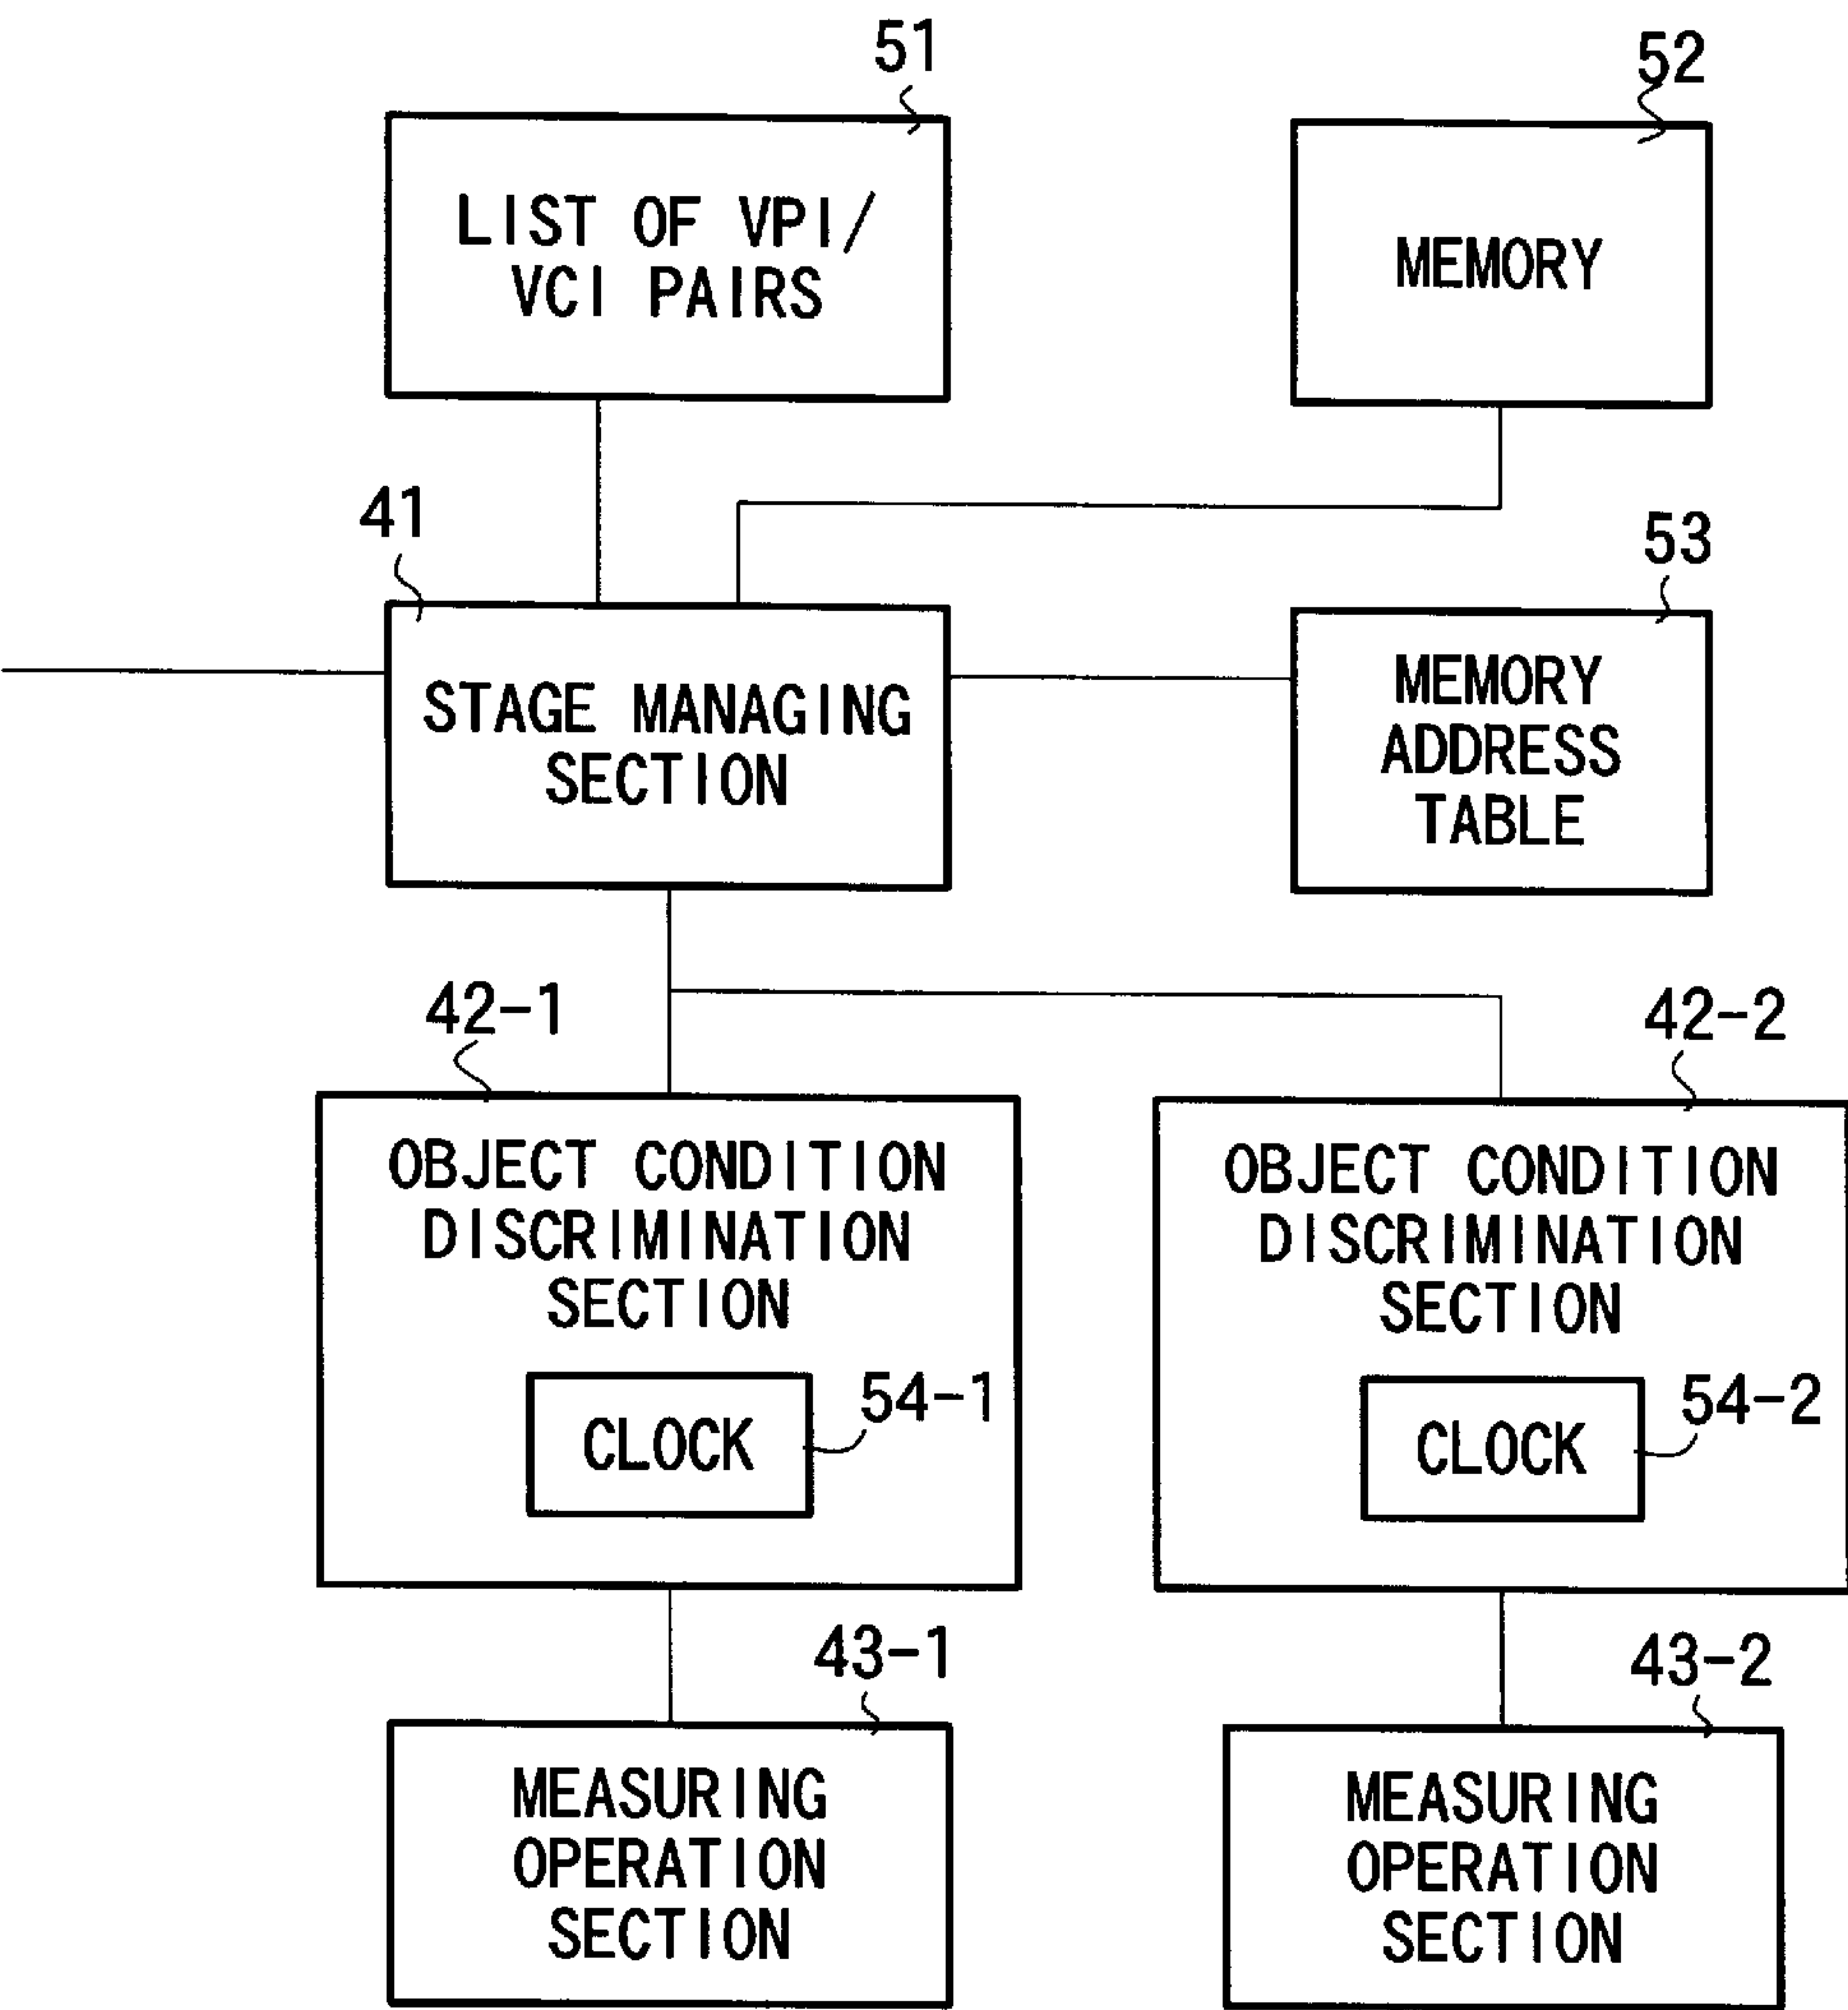 51
52
LIST OF VPI/
VCI PAIRS
MEMORY
41
53
STAGE MANAGING
SECTION
MEMORY
ADDRESS
TABLE
42-1
42-2
OBJECT CONDITION
DISCRIMINATION
SECTION
54-1
CLOCK
OBJECT CONDITION
DISCRIMINATION
SECTION
54-2
CLOCK
43-1
43-2
MEASURING
OPERATION
SECTION
MEASURING
OPERATION
SECTION